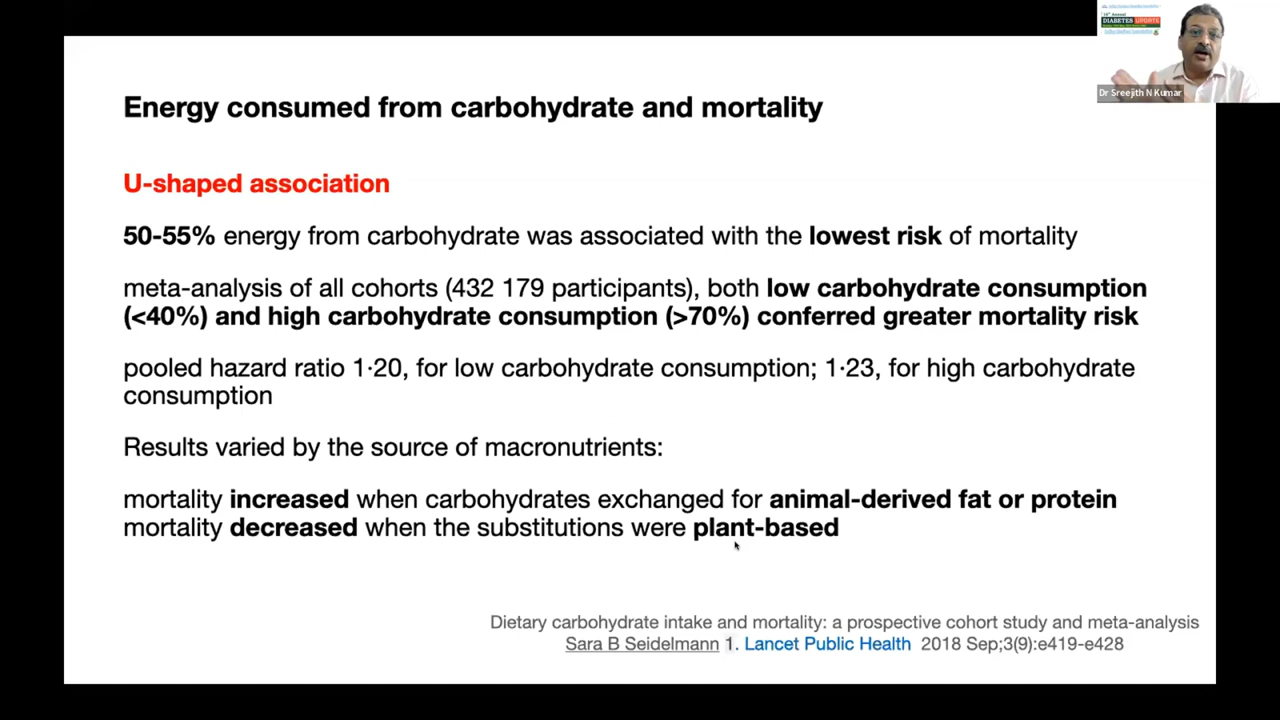 DIABETES UPDATE
Dr Sreejith N Kumar
Energy consumed from carbohydrate and mortality
U-shaped association
50-55% energy from carbohydrate was associated with the lowest risk of mortality
meta-analysis of all cohorts (432 179 participants), both low carbohydrate consumption
(<40%) and high carbohydrate consumption (>70%) conferred greater mortality risk
pooled hazard ratio 1·20, for low carbohydrate consumption; 1·23, for high carbohydrate
consumption
Results varied by the source of macronutrients:
mortality increased when carbohydrates exchanged for animal-derived fat or protein
mortality decreased when the substitutions were plant-based
Dietary carbohydrate intake and mortality: a prospective cohort study and meta-analysis
Sara B Seidelmann 1. Lancet Public Health 2018 Sep;3(9):e419-e428